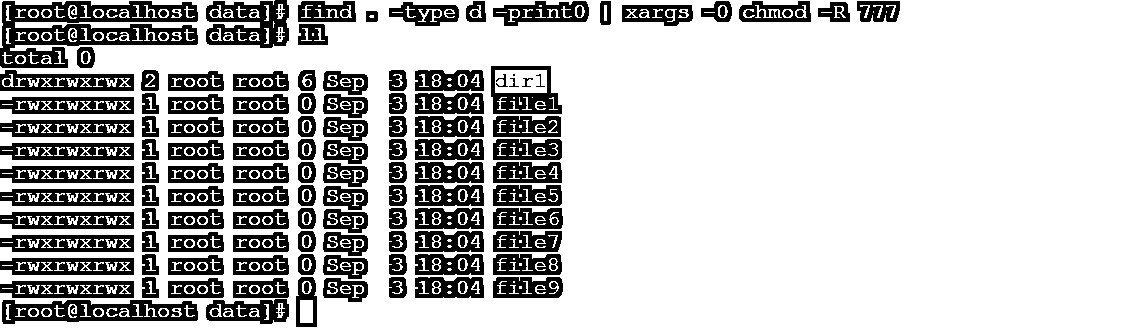 [root@localhost data]# find . -type d -print0 | xargs -0 chmod -R 777
[root@localhost data]# ll
total 0
drwxrwxrwx 2 root root 6 Sep  3 18:04 dir1
-rwxrwxrwx 1 root root 0 Sep  3 18:04 file1
-rwxrwxrwx 1 root root 0 Sep  3 18:04 file2
-rwxrwxrwx 1 root root 0 Sep  3 18:04 file3
-rwxrwxrwx 1 root root 0 Sep  3 18:04 file4
-rwxrwxrwx 1 root root 0 Sep  3 18:04 file5
-rwxrwxrwx 1 root root 0 Sep  3 18:04 file6
-rwxrwxrwx 1 root root 0 Sep  3 18:04 file7
-rwxrwxrwx 1 root root 0 Sep  3 18:04 file8
-rwxrwxrwx 1 root root 0 Sep  3 18:04 file9
[root@localhost data]#